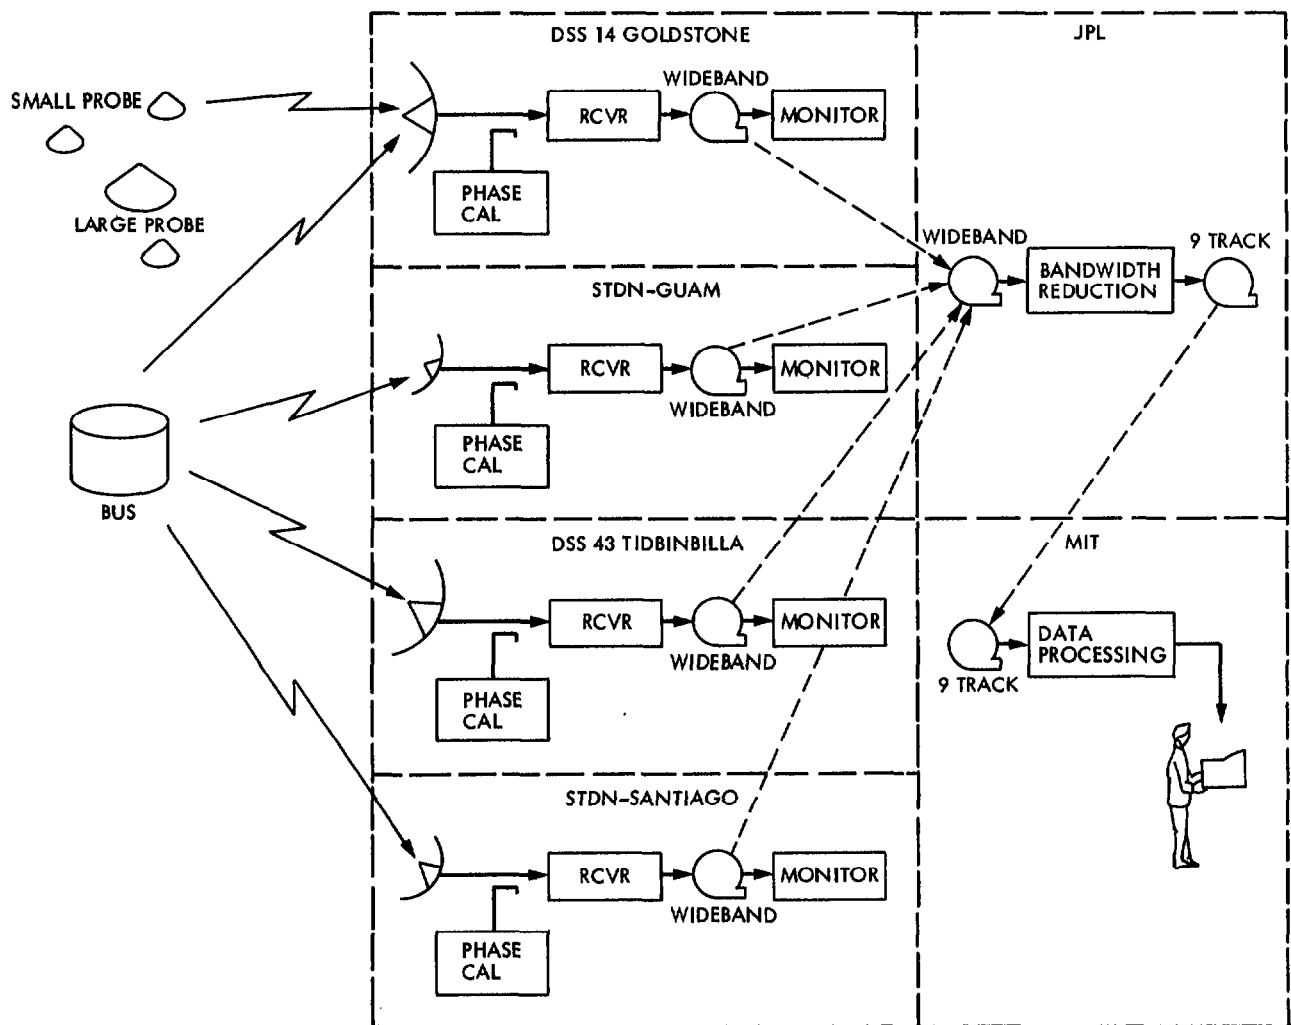 SMALL PROBE
LARGE PROBE
BUS
DSS 14 GOLDSTONE
WIDEBAND
RCVR
MONITOR
PHASE
CAL
STDN-GUAM
RCVR
MONITOR
WIDEBAND
PHASE
CAL
DSS 43 TIDBINBILLA
RCVR
MONITOR
WIDEBAND
PHASE
CAL
STDN-SANTIAGO
RCVR
MONITOR
WIDEBAND
PHASE
CAL
JPL
WIDEBAND
9 TRACK
BANDWIDTH
REDUCTION
MIT
DATA
PROCESSING
9 TRACK